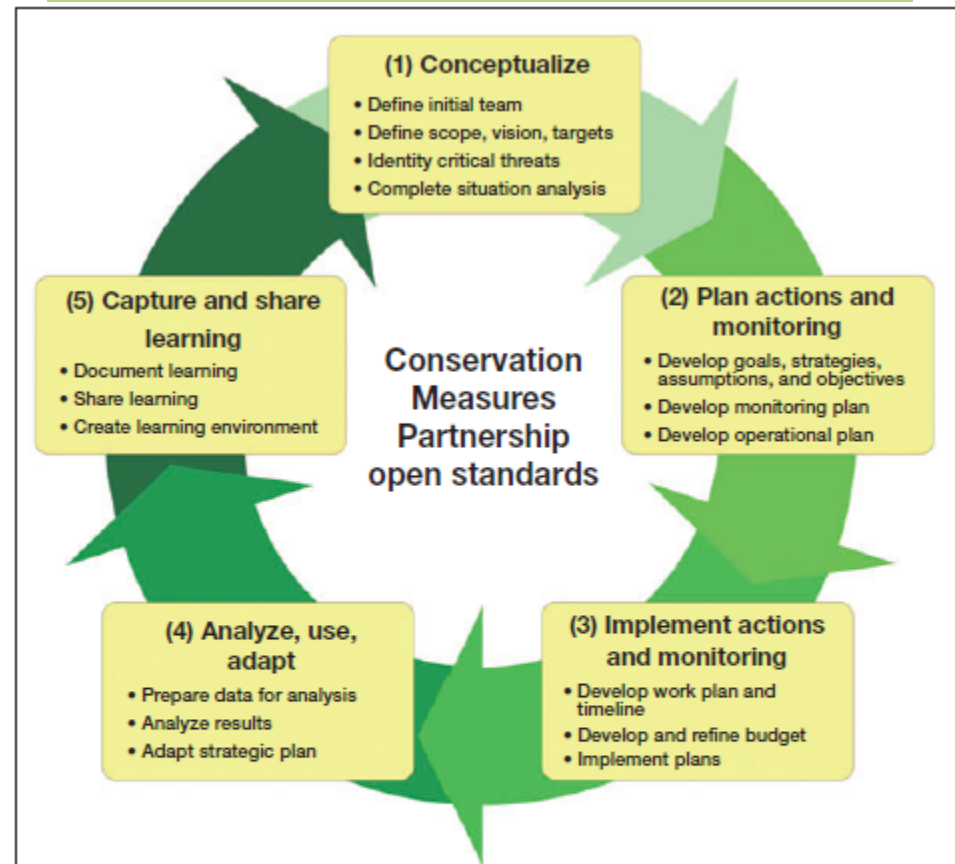 (1) Conceptualize
• Define initial team
• Define scope, vision, targets
• Identity critical threats
• Complete situation analysis
(2) Plan actions and
monitoring
• Develop goals, strategies,
assumptions, and objectives
• Develop monitoring plan
• Develop operational plan
(3) Implement actions
and monitoring
• Develop work plan and
timeline
• Develop and refine budget
• Implement plans
(4) Analyze, use,
adapt
• Prepare data for analysis
• Analyze results
• Adapt strategic plan
(5) Capture and share
learning
• Document learning
• Share learning
• Create learning environment
Conservation
Measures
Partnership
open standards